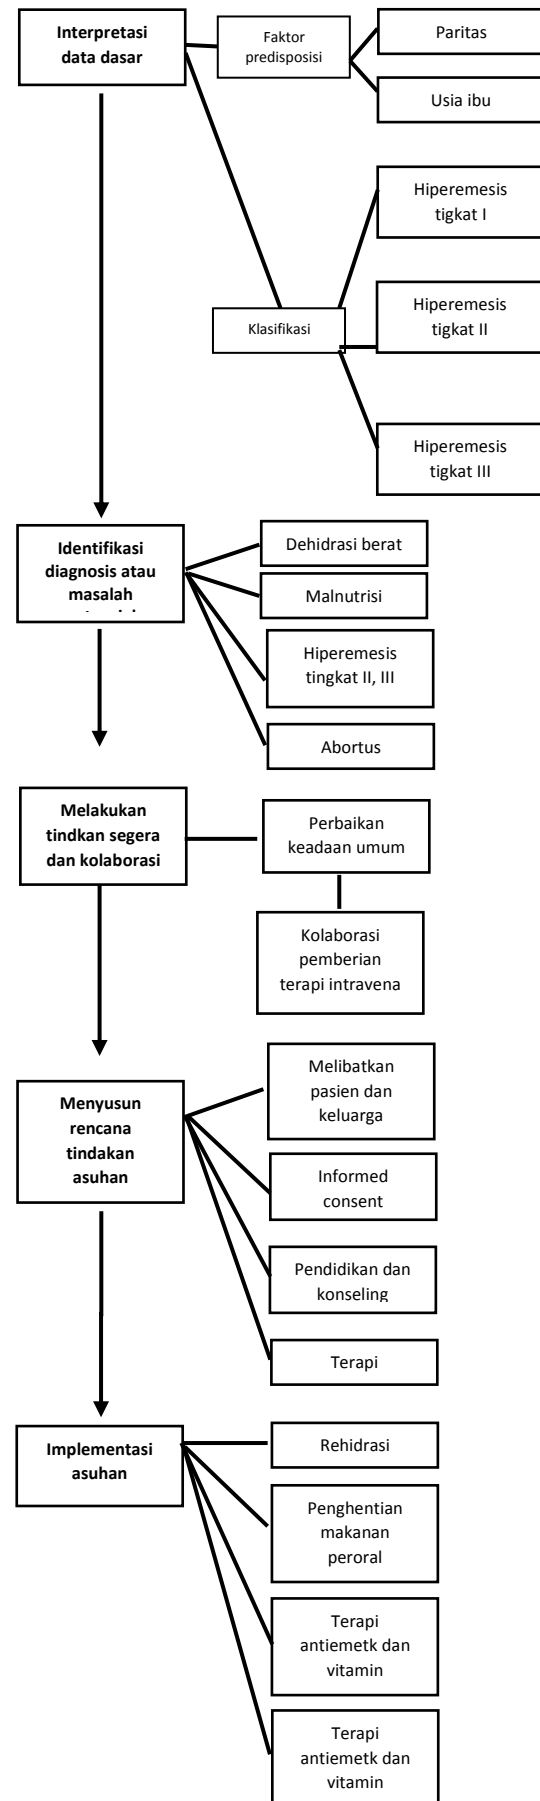 Interpretasi
data dasar
Faktor
predisposisi
Paritas
Usia ibu
Hiperemesis
tigkat I
Klasifikasi
Hiperemesis
tigkat II
Hiperemesis
tigkat III
Identifikasi
diagnosis atau
masalah
Dehidrasi berat
Malnutrisi
Hiperemesis
tingkat II, III
Abortus
Melakukan
tindkan segera
dan kolaborasi
Perbaikan
keadaan umum
Kolaborasi
pemberian
terapi intravena
Menyusun
rencana
tindakan
asuhan
Melibatkan
pasien dan
keluarga
Informed
consent
Pendidikan dan
konseling
Terapi
Implementasi
asuhan
Rehidrasi
Penghentian
makanan
peroral
Terapi
antiemetk dan
vitamin
Terapi
antiemetk dan
vitamin